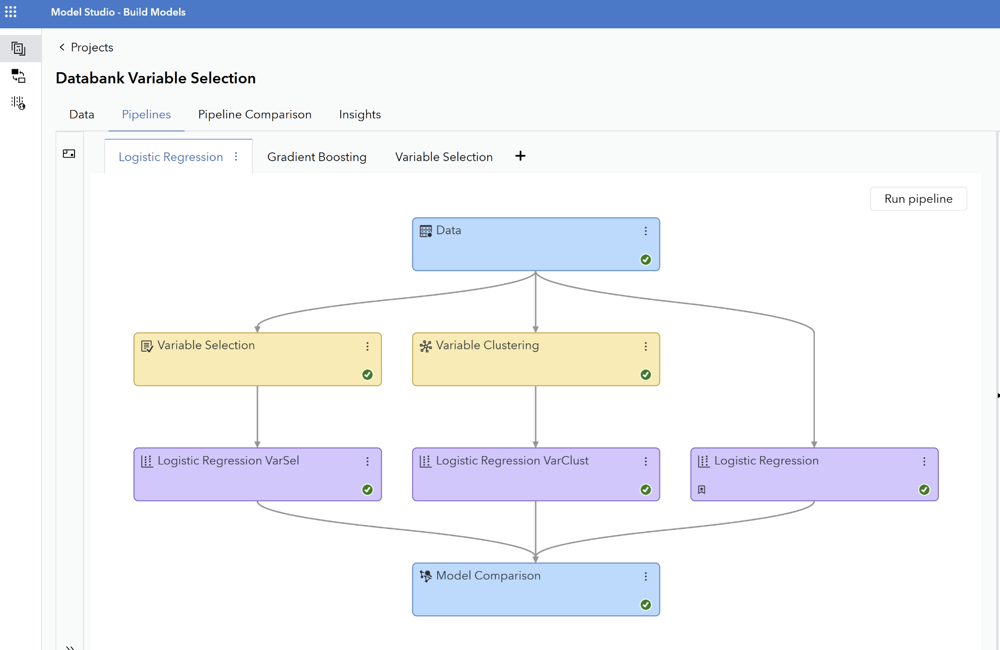 Model Studio - Build Models
Projects
Databank Variable Selection
Data Pipelines Pipeline Comparison Insights
Logistic Regression Gradient Boosting Variable Selection +
Run pipeline
Data
Variable Selection Variable Clustering
Logistic Regression VarSel Logistic Regression VarClust Logistic Regression
Model Comparison